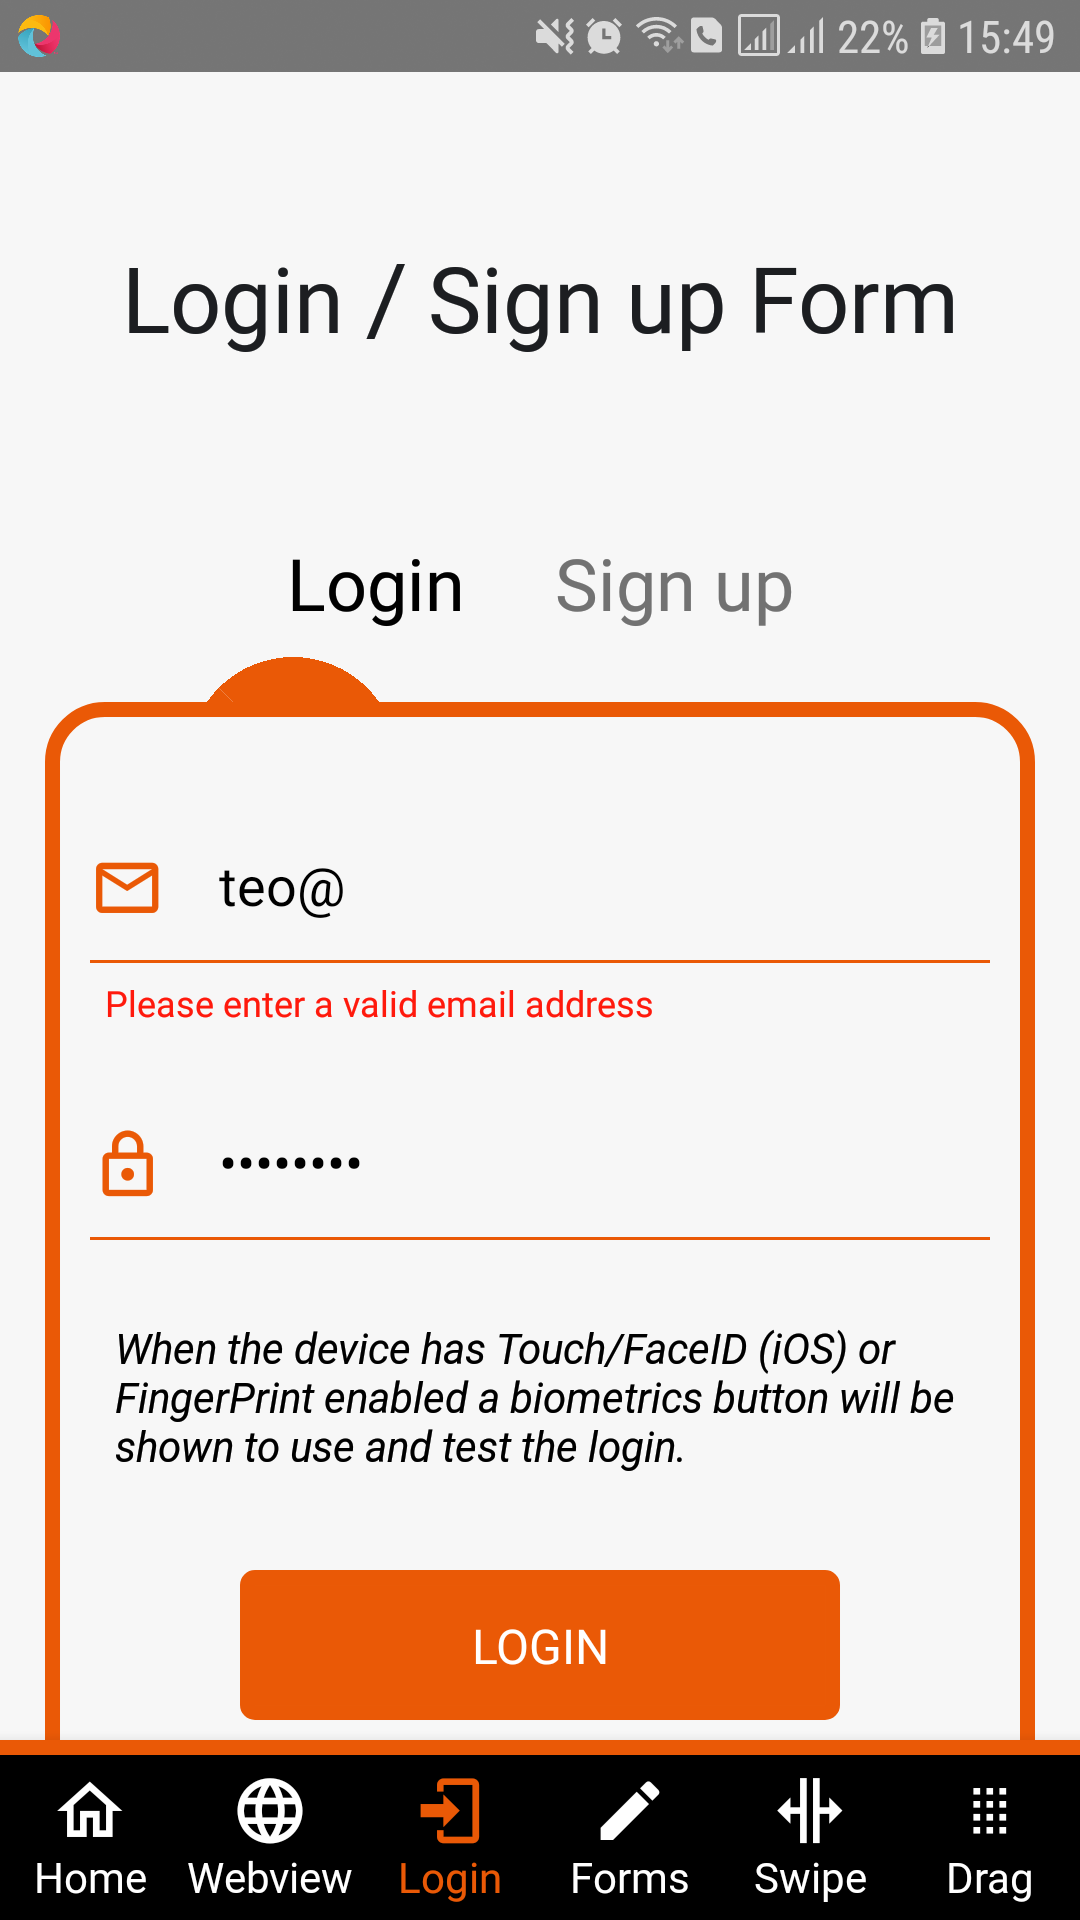 22% 15:49
Login / Sign up Form
Login Sign up
teo@
Please enter a valid email address
••••••••
When the device has Touch/FaceID (iOS) or
FingerPrint enabled a biometrics button will be
shown to use and test the login.
LOGIN
Home Webview Login Forms Swipe Drag